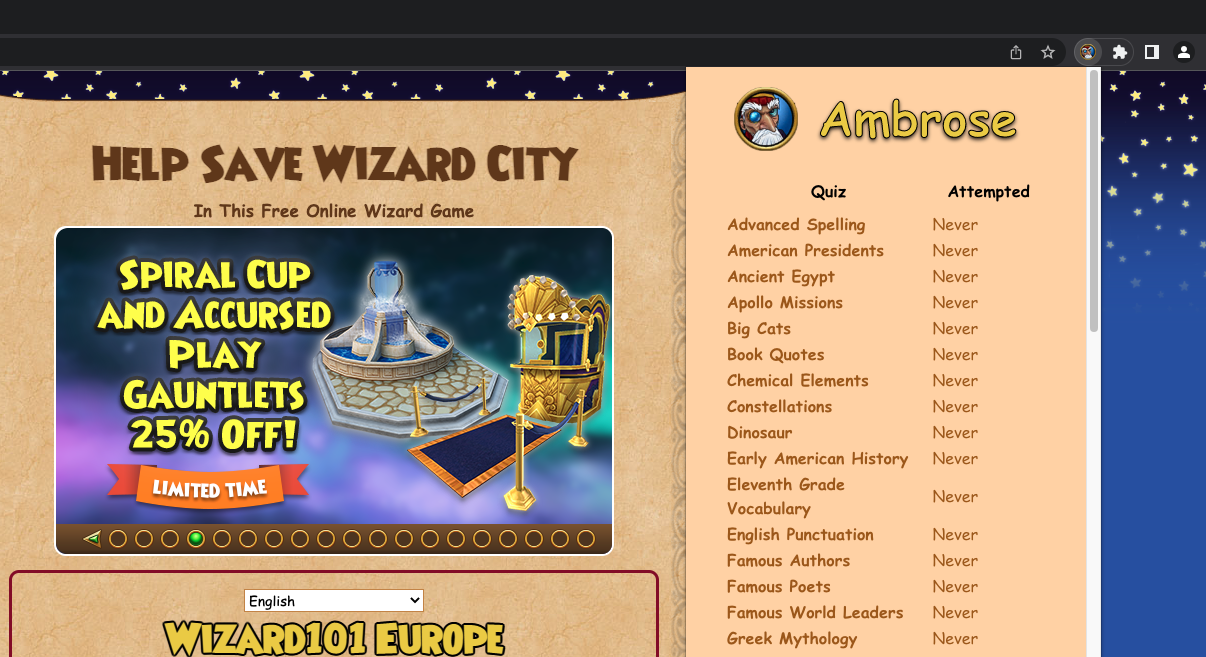 Help Save Wizard City
In This Free Online Wizard Game
Spiral Cup
and Accursed
Play
Gauntlets
25% Off!
Limited Time
English
Wizard101 Europe
Ambrose
Quiz Attempted
Advanced Spelling Never
American Presidents Never
Ancient Egypt Never
Apollo Missions Never
Big Cats Never
Book Quotes Never
Chemical Elements Never
Constellations Never
Dinosaur Never
Early American History Never
Eleventh Grade
Vocabulary Never
English Punctuation Never
Famous Authors Never
Famous Poets Never
Famous World Leaders Never
Greek Mythology Never